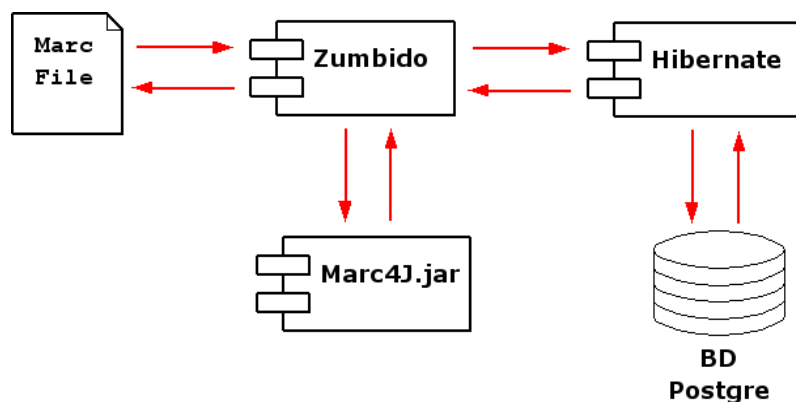 Marc
File
Zumbido
Hibernate
Marc4J.jar
BD
Postgre